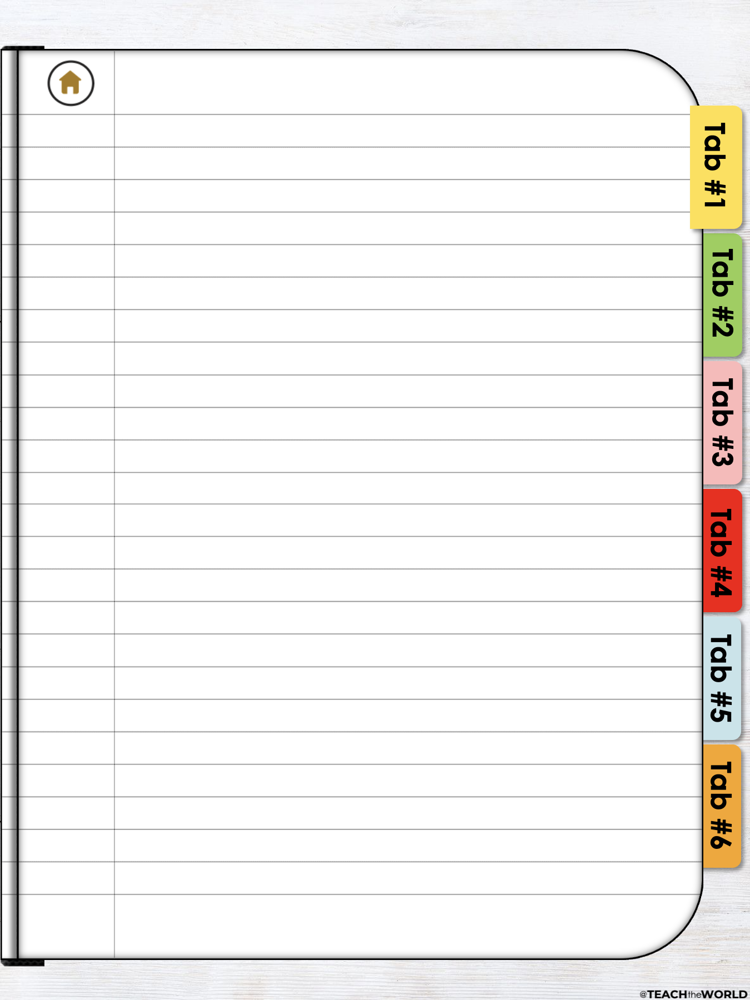 Tab #1
Tab #2
Tab #3
Tab #4
Tab #5
Tab #6
@TEACHtheWORLD